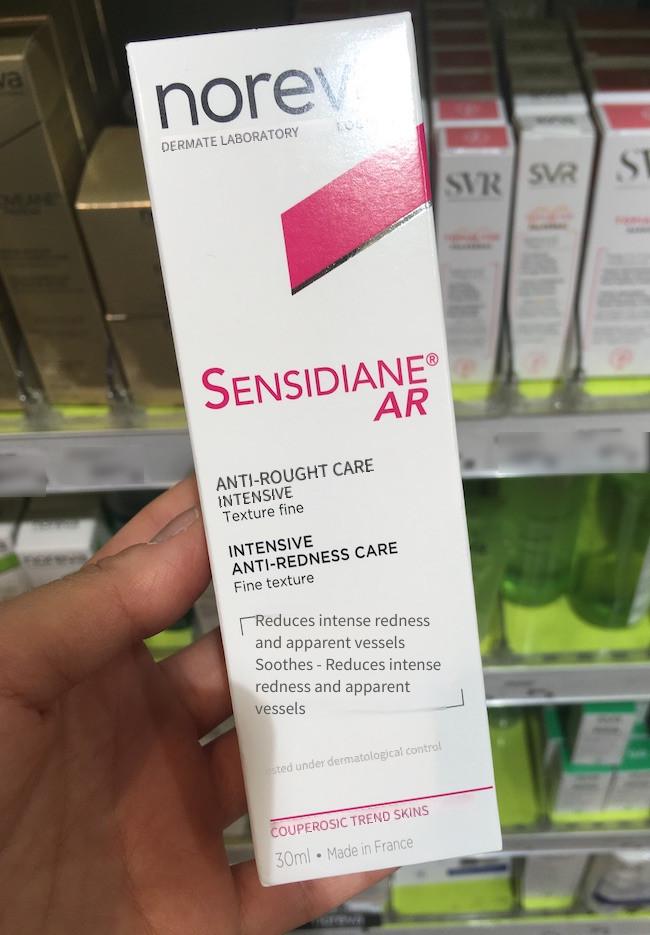 norev
DERMATE LABORATORY
SENSIDIANE®
AR
ANTI-ROUGHT CARE
INTENSIVE
Texture fine
INTENSIVE
ANTI-REDNESS CARE
Fine texture
Reduces intense redness
and apparent vessels
Soothes - Reduces intense
redness and apparent
vessels
under dermatological control
COUPEROSIC TREND SKINS
30ml • Made in France
SVR
SVR
noreva